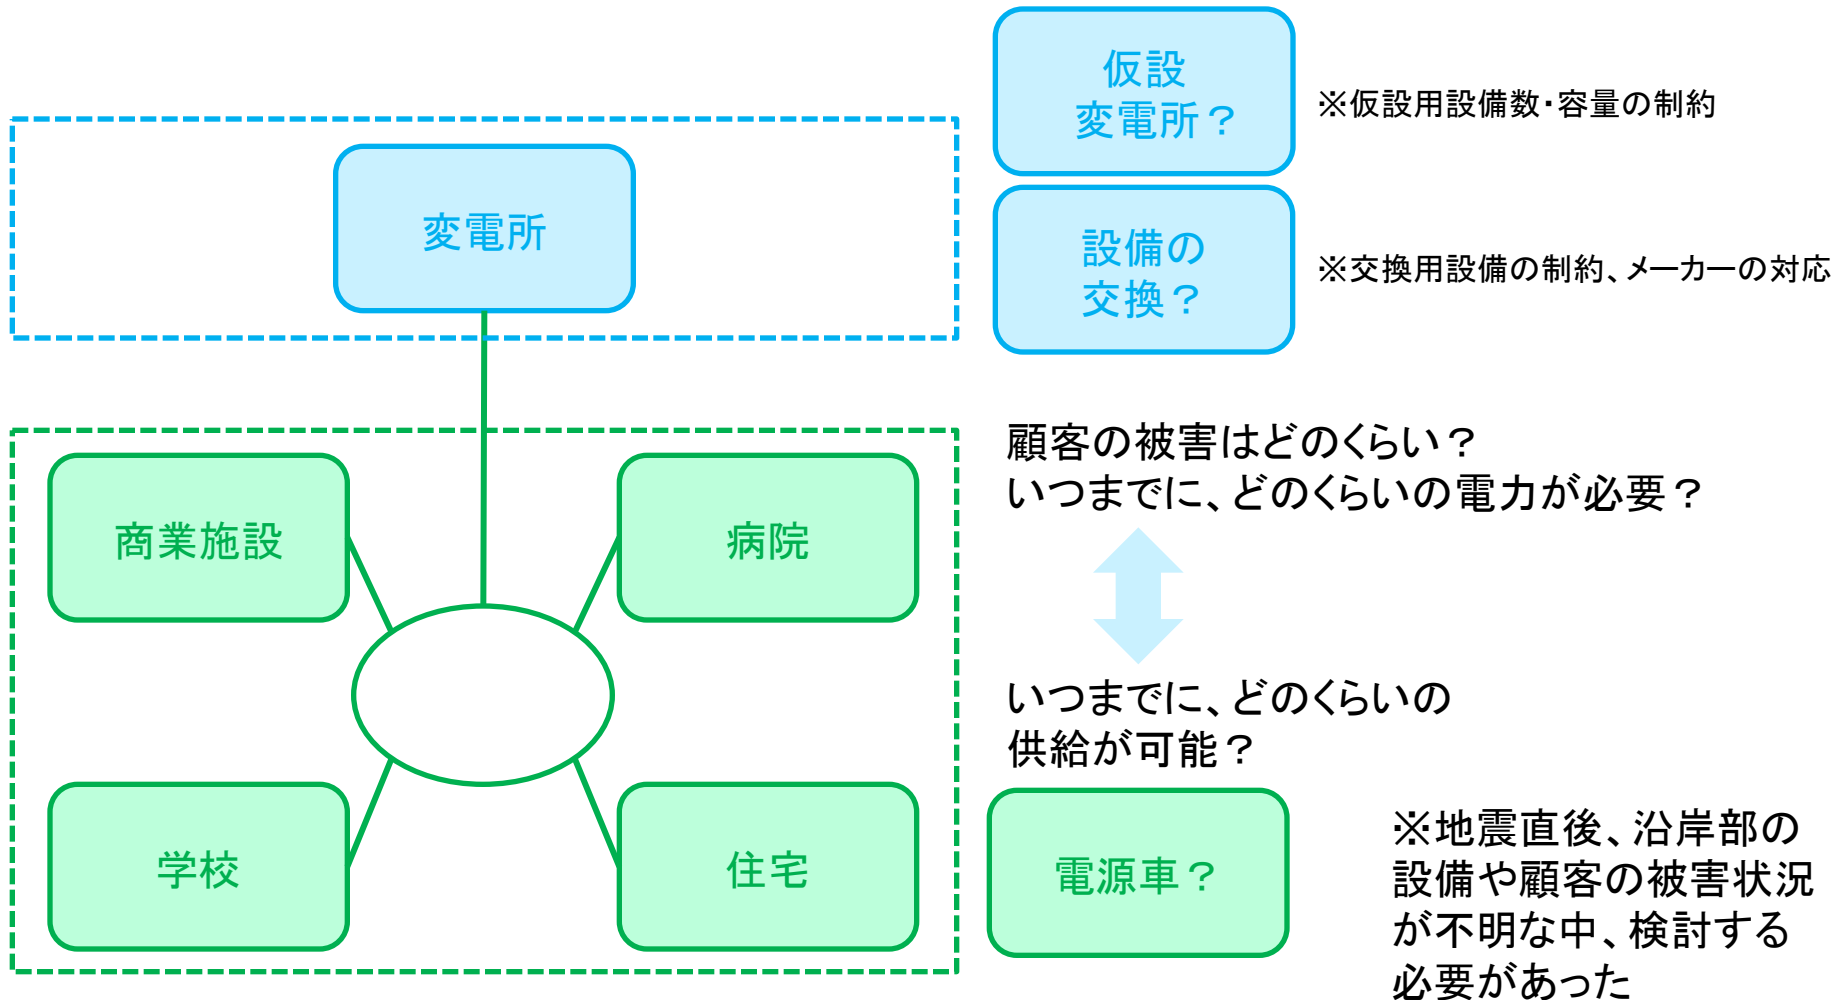 仮設
変電所？
※仮設用設備数・容量の制約
変電所
設備の
交換？
※交換用設備の制約、メーカーの対応
顧客の被害はどのくらい？
いつまでに、どのくらいの電力が必要？
商業施設
病院
いつまでに、どのくらいの
供給が可能？
学校
住宅
電源車？
※地震直後、沿岸部の
設備や顧客の被害状況
が不明な中、検討する
必要があった